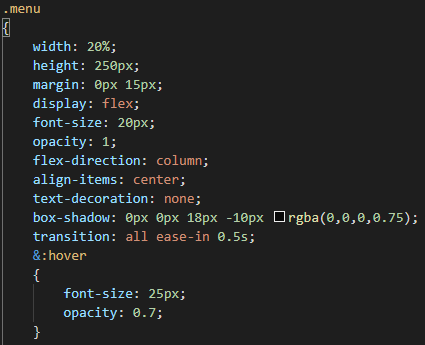 .menu
{
width: 20%;
height: 250px;
margin: 0px 15px;
display: flex;
font-size: 20px;
opacity: 1;
flex-direction: column;
align-items: center;
text-decoration: none;
box-shadow: 0px 0px 18px -10px rgba(0,0,0,0.75);
transition: all ease-in 0.5s;
&:hover
{
font-size: 25px;
opacity: 0.7;
}